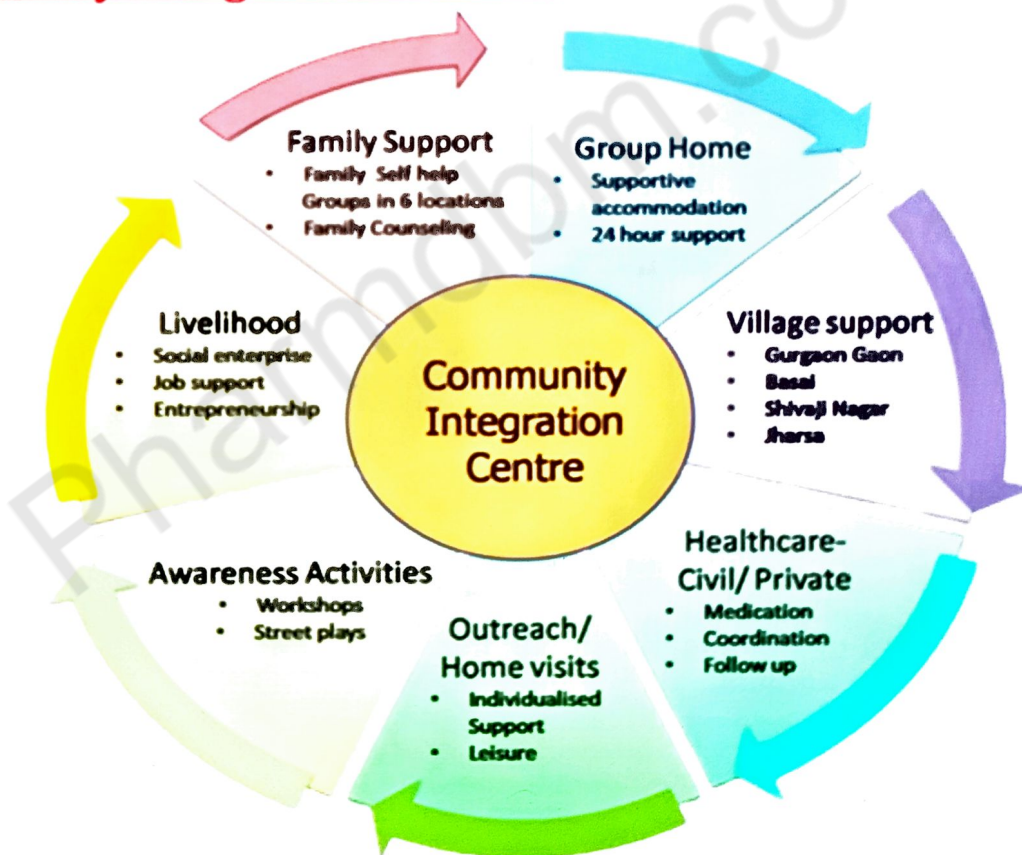 Family Support
• Family Self help
Groups in 6 locations
• Family Counseling
Group Home
• Supportive
accommodation
• 24 hour support
Village support
• Gurgaon Gaon
• Basai
• Shivaji Nagar
• Jharsa
Healthcare-
Civil/ Private
• Medication
• Coordination
• Follow up
Outreach/
Home visits
• Individualised
Support
• Leisure
Awareness Activities
• Workshops
• Street plays
Livelihood
• Social enterprise
• Job support
• Entrepreneurship
Community
Integration
Centre